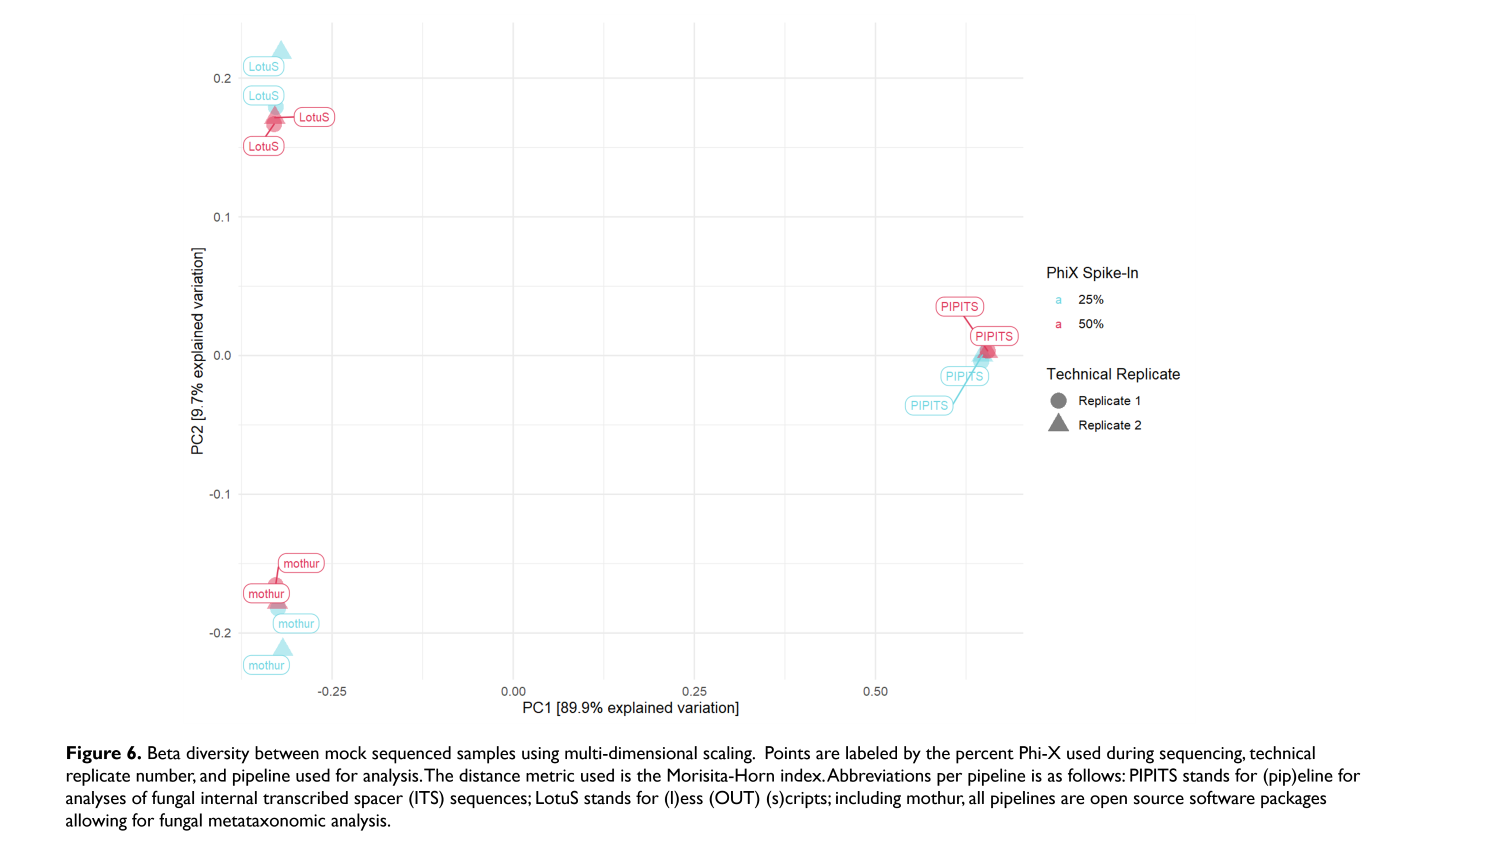 LotuS
0.2
LotuS
LotuS
LotuS
0.1
PC2 [9.7% explained variation]
PhiX Spike-In
a 25%
PIPITS
a 50%
PIPITS
0.0
PIPITS
Technical Replicate
PIPITS
Replicate 1
Replicate 2
-0.1
mothur
mothur
mothur
-0.2
mothur
-0.25 0.00 0.25 0.50
PC1 [89.9% explained variation]
Figure 6. Beta diversity between mock sequenced samples using multi-dimensional scaling. Points are labeled by the percent Phi-X used during sequencing, technical
replicate number, and pipeline used for analysis. The distance metric used is the Morisita-Horn index. Abbreviations per pipeline is as follows: PIPITS stands for (pip)eline for
analyses of fungal internal transcribed spacer (ITS) sequences; LotuS stands for (l)ess (OUT) (s)cripts; including mothur, all pipelines are open source software packages
allowing for fungal metataxonomic analysis.